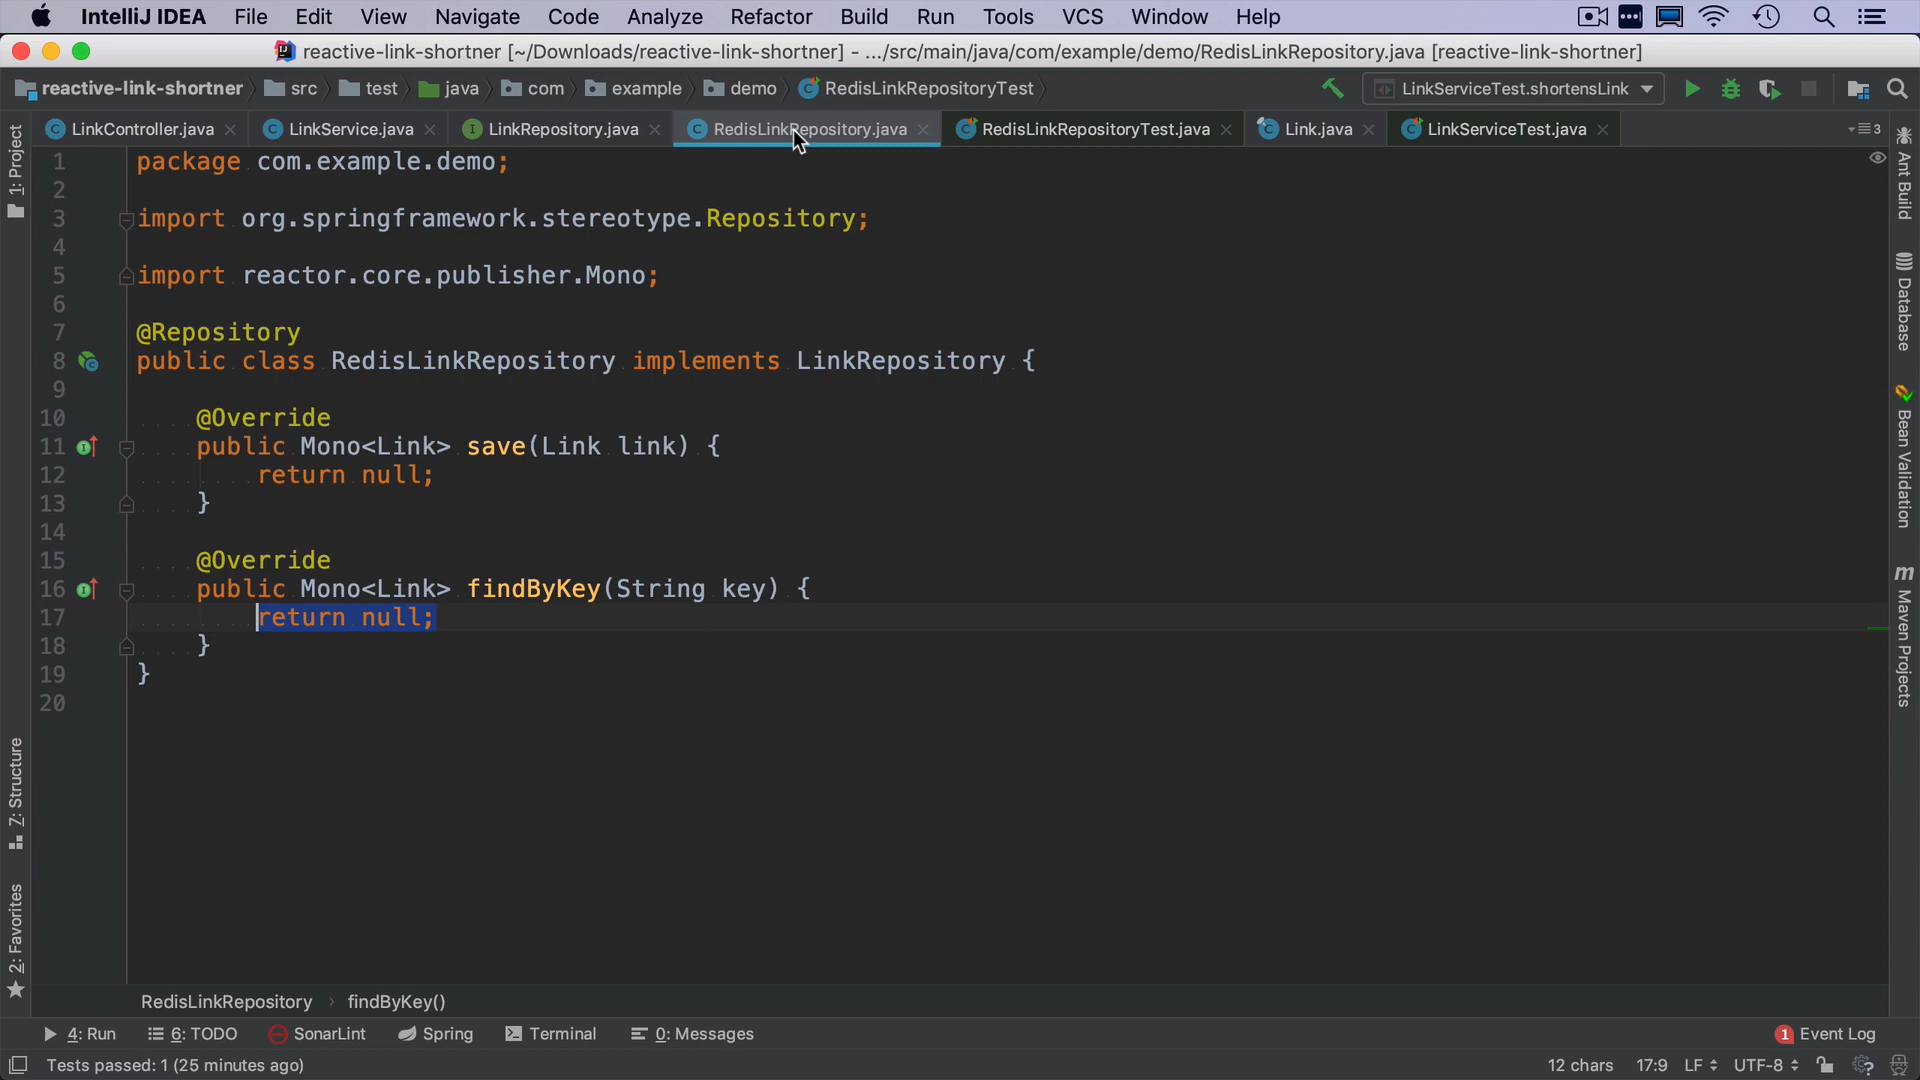 IntelliJ IDEA File Edit View Navigate Code Analyze Refactor Build Run Tools VCS Window Help
reactive-link-shortner [~/Downloads/reactive-link-shortner] - .../src/main/java/com/example/demo/RedisLinkRepository.java [reactive-link-shortner]
reactive-link-shortner src test java com example demo RedisLinkRepositoryTest LinkServiceTest.shortensLink
LinkController.java LinkService.java LinkRepository.java RedisLinkRepository.java RedisLinkRepositoryTest.java Link.java LinkServiceTest.java 3
1: Project
Z: Structure
2: Favorites
1 package com.example.demo;
2
3 import org.springframework.stereotype.Repository;
4
5 import reactor.core.publisher.Mono;
6
7 @Repository
8 public class RedisLinkRepository implements LinkRepository {
9
10 @Override
11 public Mono<Link> save(Link link) {
12 return null;
13 }
14
15 @Override
16 public Mono<Link> findByKey(String key) {
17 return null;
18 }
19 }
20
Ant Build
Database
Bean Validation
m Maven Projects
RedisLinkRepository › findByKey()
4: Run 6: TODO SonarLint Spring Terminal 0: Messages 1 Event Log
Tests passed: 1 (25 minutes ago) 12 chars 17:9 LF UTF-8